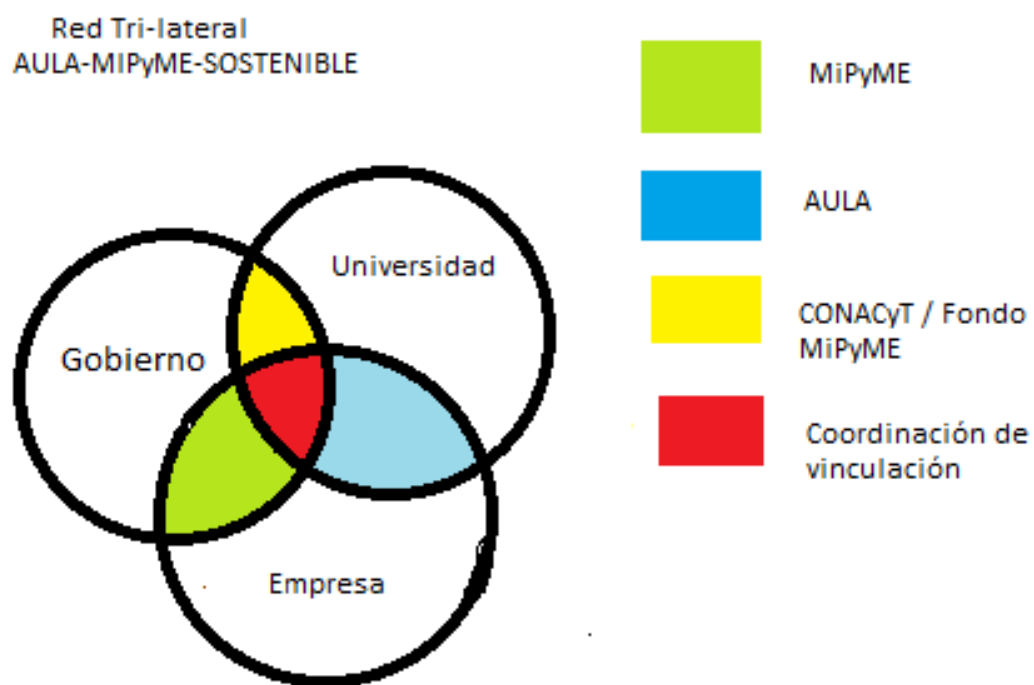 Red Tri-lateral
AULA-MIPyME-SOSTENIBLE
MiPyME
AULA
CONACyT / Fondo
MiPyME
Coordinación de
vinculación
Universidad
Gobierno
Empresa